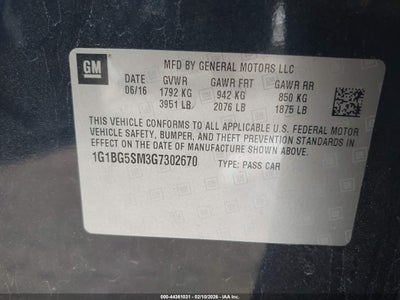 GM
MFD BY GENERAL MOTORS LLC
DATE GVWR GAWR FRT GAWR RR
06/16 1792 KG 942 KG 850 KG
3951 LB 2076 LB 1875 LB
THIS VEHICLE CONFORMS TO ALL APPLICABLE U.S. FEDERAL MOTOR
VEHICLE SAFETY, BUMPER, AND THEFT PREVENTION STANDARDS IN
EFFECT ON THE DATE OF MANUFACTURE SHOWN ABOVE.
1G1BG5SM3G7302670 TYPE: PASS CAR
000-44361031 - 02/10/2026 - IAAI.COM